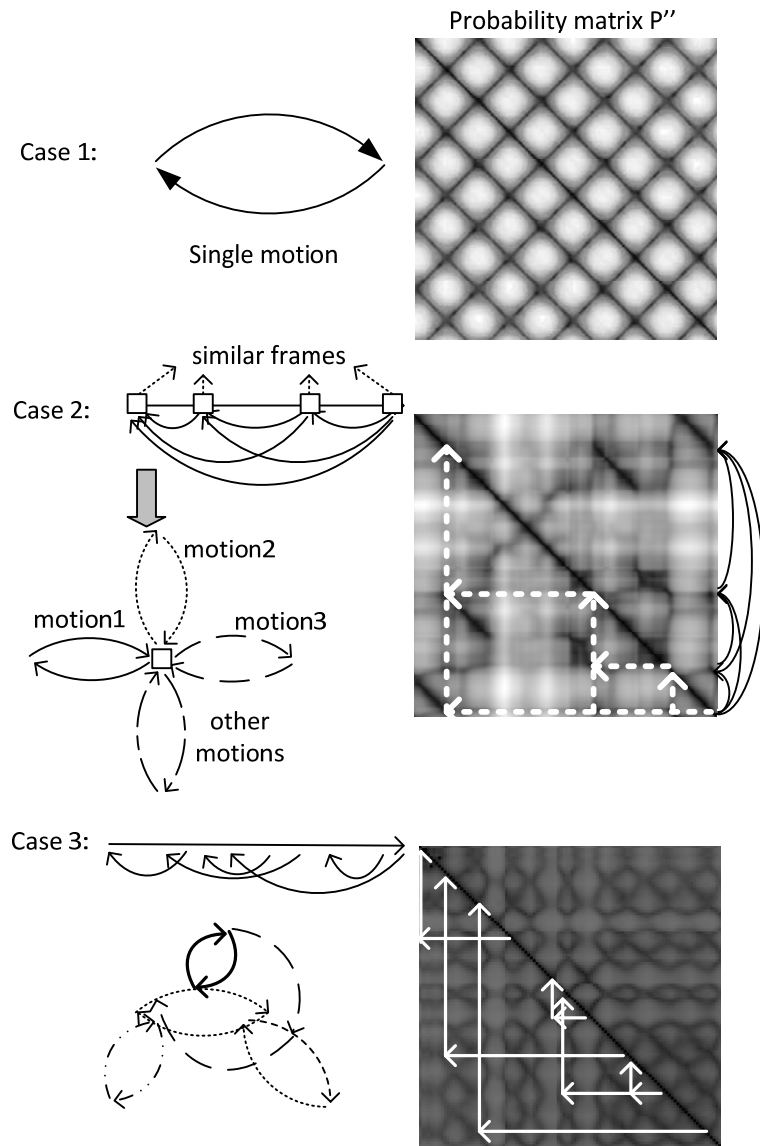 Probability matrix P’’
Case 1:
Single motion
similar frames
Case 2:
motion2
motion1
motion3
other
motions
Case 3: